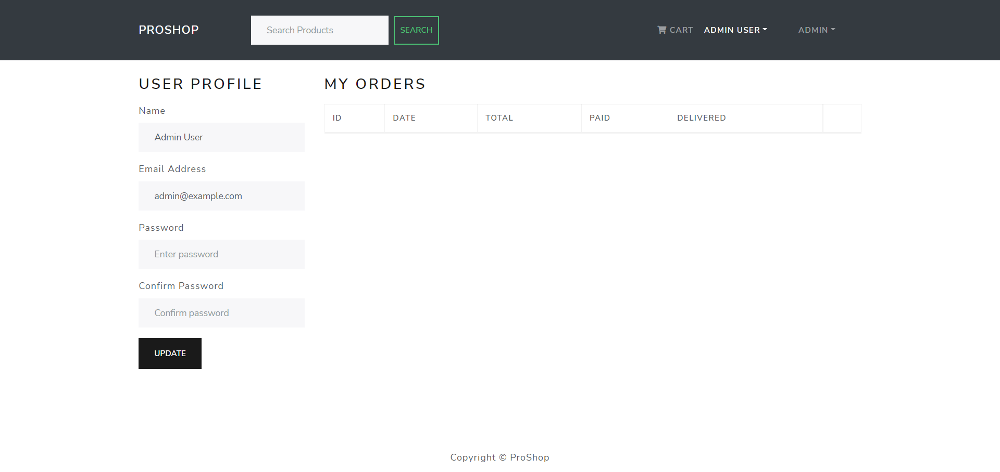 PROSHOP
Search Products
SEARCH
CART
ADMIN USER
ADMIN
USER PROFILE
Name
Admin User
Email Address
admin@example.com
Password
Enter password
Confirm Password
Confirm password
UPDATE
MY ORDERS
ID DATE TOTAL PAID DELIVERED
Copyright © ProShop